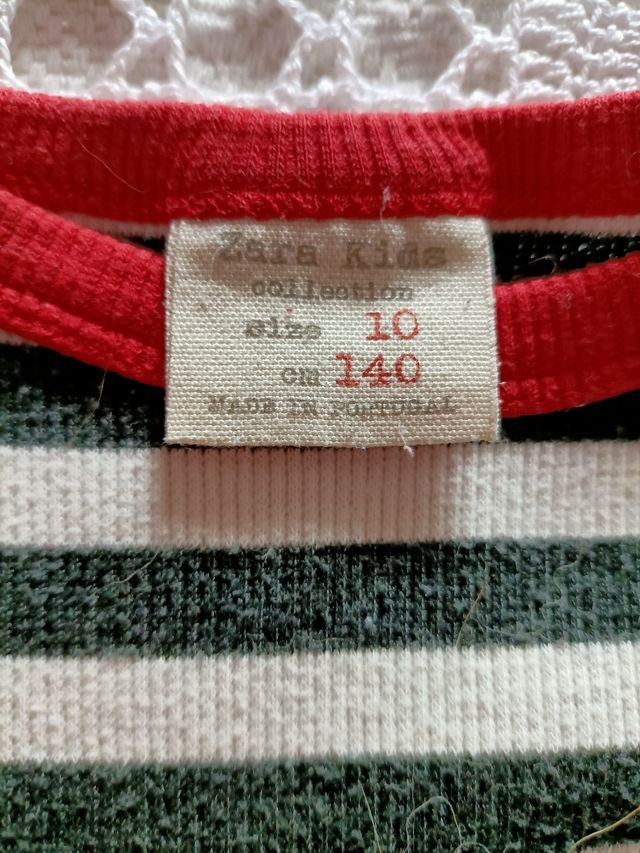 Zara Kids
collection
size 10
cm 140
MADE IN PORTUGAL